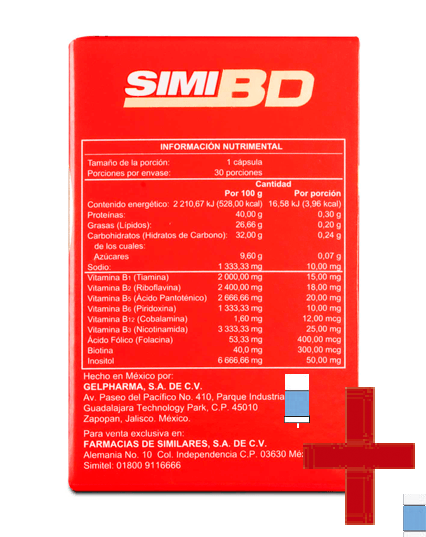 SIMI BD
INFORMACIÓN NUTRIMENTAL
Tamaño de la porción: 1 cápsula
Porciones por envase: 30 porciones
Cantidad
Por 100 g Por porción
Contenido energético: 2 210,67 kJ (528,00 kcal) 16,58 kJ (3,96 kcal)
Proteínas: 40,00 g 0,30 g
Grasas (Lípidos): 26,66 g 0,20 g
Carbohidratos (Hidratos de Carbono): 32,00 g 0,24 g
de los cuales:
Azúcares 9,60 g 0,07 g
Sodio: 1 333,33 mg 10,00 mg
Vitamina B1 (Tiamina) 2 000,00 mg 15,00 mg
Vitamina B2 (Riboflavina) 2 400,00 mg 18,00 mg
Vitamina B5 (Ácido Pantoténico) 2 666,66 mg 20,00 mg
Vitamina B6 (Piridoxina) 1 333,33 mg 10,00 mg
Vitamina B12 (Cobalamina) 1,60 mg 12,00 mcg
Vitamina B3 (Nicotinamida) 3 333,33 mg 25,00 mg
Ácido Fólico (Folacina) 53,33 mg 400,00 mcg
Biotina 40,0 mg 300,00 mcg
Inositol 6 666,66 mg 50,00 mg
Hecho en México por:
GELPHARMA, S.A. DE C.V.
Av. Paseo del Pacífico No. 410, Parque Industria
Guadalajara Technology Park, C.P. 45010
Zapopan, Jalisco. México.
Para venta exclusiva en:
FARMACIAS DE SIMILARES, S.A. DE C.V.
Alemania No. 10 Col. Independencia C.P. 03630
Simitel: 01800 9116666